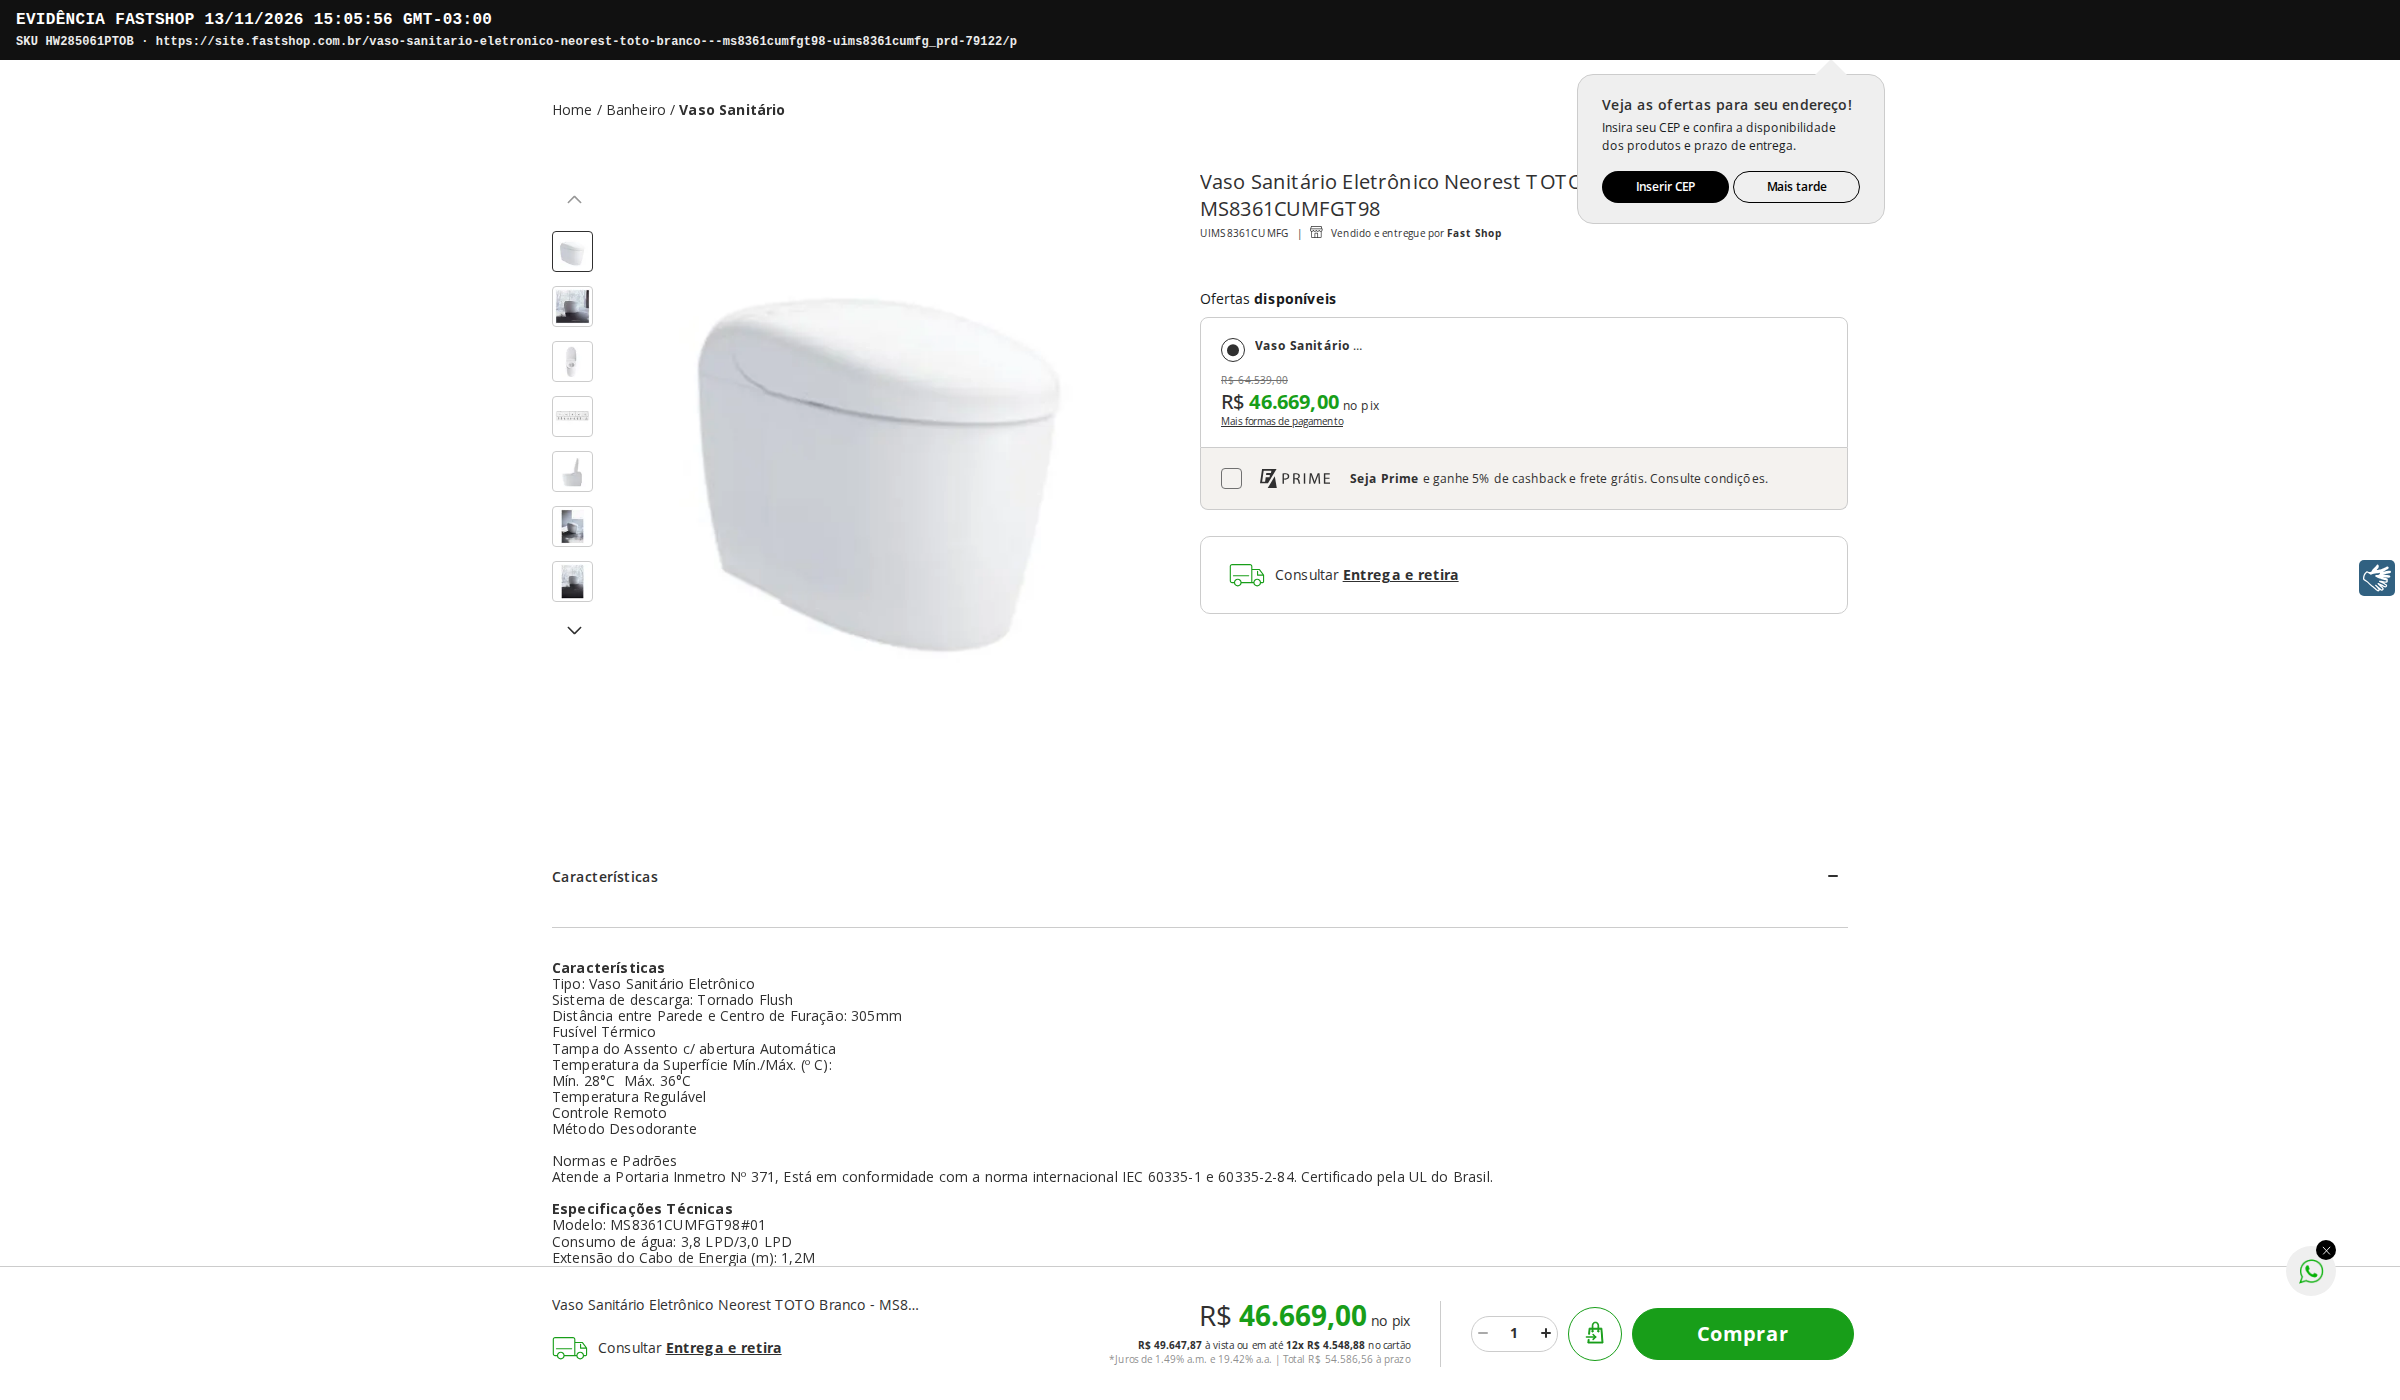 EVIDÊNCIA FASTSHOP 13/11/2026 15:05:56 GMT-03:00
SKU HW285061PTOB · https://site.fastshop.com.br/vaso-sanitario-eletronico-neorest-toto-branco---ms8361cumfgt98-uims8361cumfg_prd-79122/p
Home / Banheiro / Vaso Sanitário
Veja as ofertas para seu endereço!
Insira seu CEP e confira a disponibilidade
dos produtos e prazo de entrega.
Inserir CEP
Mais tarde
Vaso Sanitário Eletrônico Neorest TOTO
MS8361CUMFGT98
UIMS8361CUMFG | Vendido e entregue por Fast Shop
Ofertas disponíveis
Vaso Sanitário ...
R$ 64.539,00
R$ 46.669,00 no pix
Mais formas de pagamento
PRIME Seja Prime e ganhe 5% de cashback e frete grátis. Consulte condições.
Consultar Entrega e retira
Características
Características
Tipo: Vaso Sanitário Eletrônico
Sistema de descarga: Tornado Flush
Distância entre Parede e Centro de Furação: 305mm
Fusível Térmico
Tampa do Assento c/ abertura Automática
Temperatura da Superfície Mín./Máx. (º C):
Mín. 28°C  Máx. 36°C
Temperatura Regulável
Controle Remoto
Método Desodorante
Normas e Padrões
Atende a Portaria Inmetro Nº 371, Está em conformidade com a norma internacional IEC 60335-1 e 60335-2-84. Certificado pela UL do Brasil.
Especificações Técnicas
Modelo: MS8361CUMFGT98#01
Consumo de água: 3,8 LPD/3,0 LPD
Extensão do Cabo de Energia (m): 1,2M
Vaso Sanitário Eletrônico Neorest TOTO Branco - MS8...
Consultar Entrega e retira
R$ 46.669,00 no pix
R$ 49.647,87 à vista ou em até 12x R$ 4.548,88 no cartão
*Juros de 1.49% a.m. e 19.42% a.a. | Total R$ 54.586,56 à prazo
1
Comprar